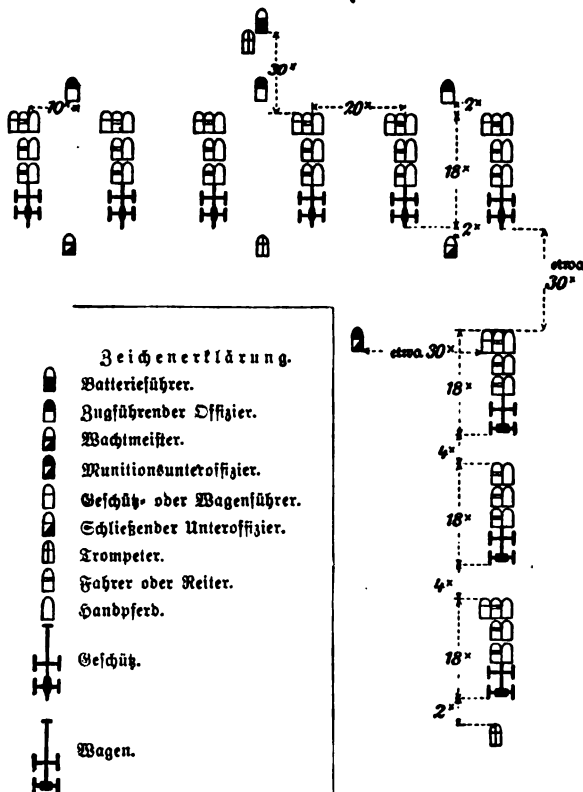 30ˣ
10ˣ
20ˣ
2ˣ
18ˣ
2ˣ
etwa
30ˣ
etwa 30ˣ
18ˣ
4ˣ
18ˣ
4ˣ
18ˣ
2ˣ
Zeichenerklärung.
Batterieführer.
Zugführender Offizier.
Wachtmeister.
Munitionsunteroffizier.
Geschütz- oder Wagenführer.
Schließender Unteroffizier.
Trompeter.
Fahrer oder Reiter.
Handpferd.
Geschütz.
Wagen.